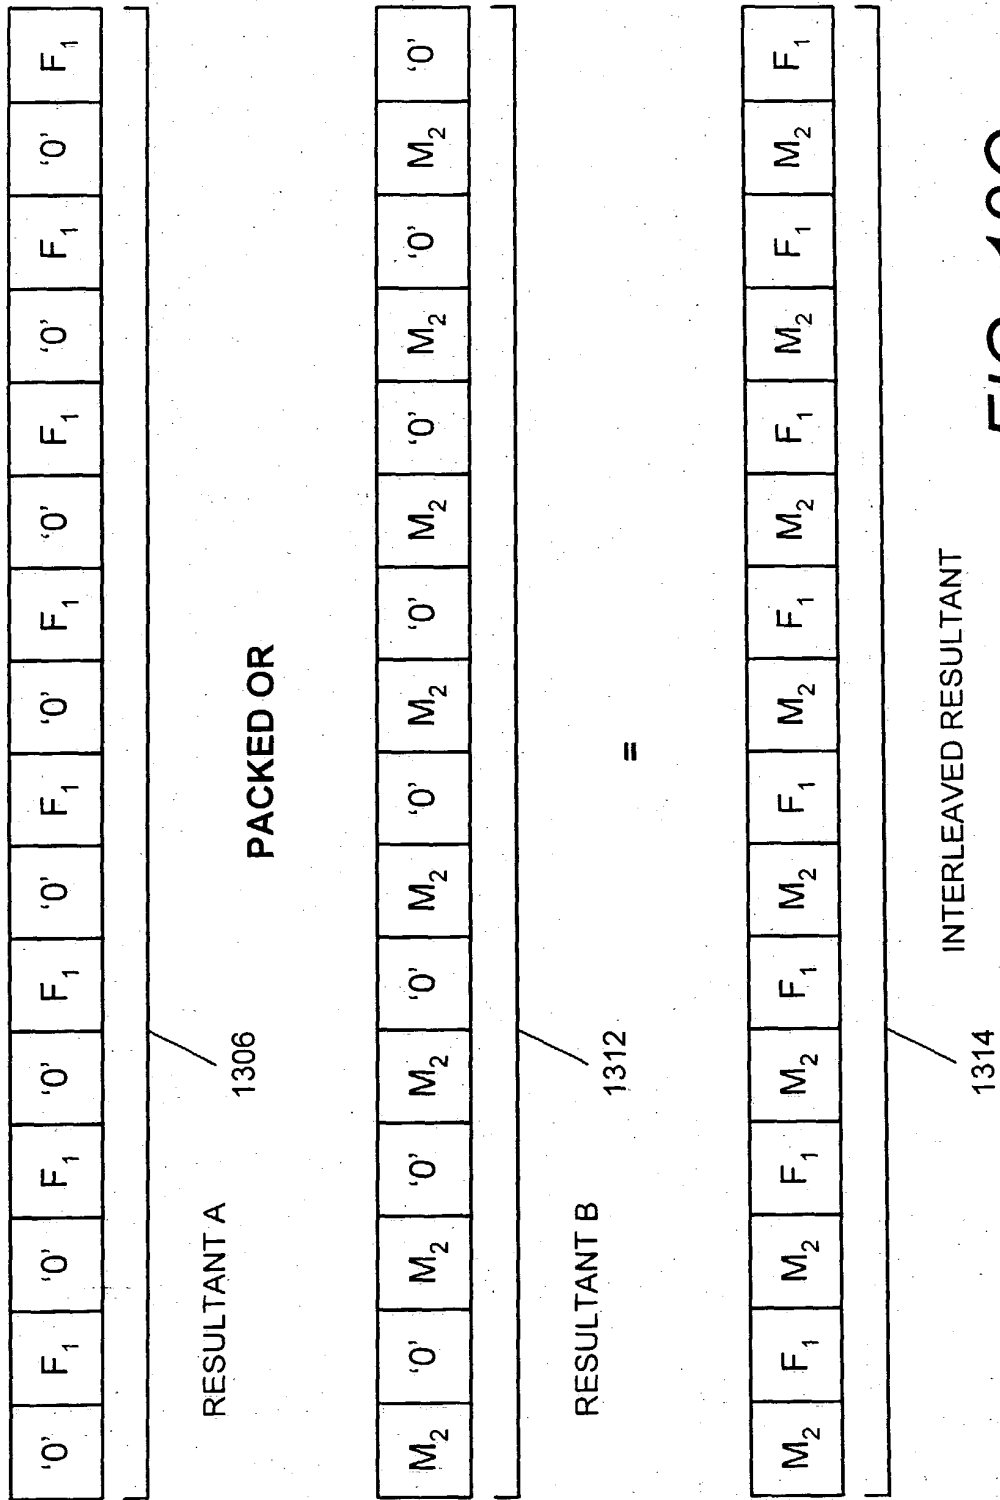 '0' F₁ '0' F₁ '0' F₁ '0' F₁ '0' F₁ '0' F₁ '0' F₁ '0' F₁
RESULTANT A
1306
PACKED OR
M₂ '0' M₂ '0' M₂ '0' M₂ '0' M₂ '0' M₂ '0' M₂ '0' M₂ '0'
RESULTANT B
1312
=
M₂ F₁ M₂ F₁ M₂ F₁ M₂ F₁ M₂ F₁ M₂ F₁ M₂ F₁ M₂ F₁
INTERLEAVED RESULTANT
1314